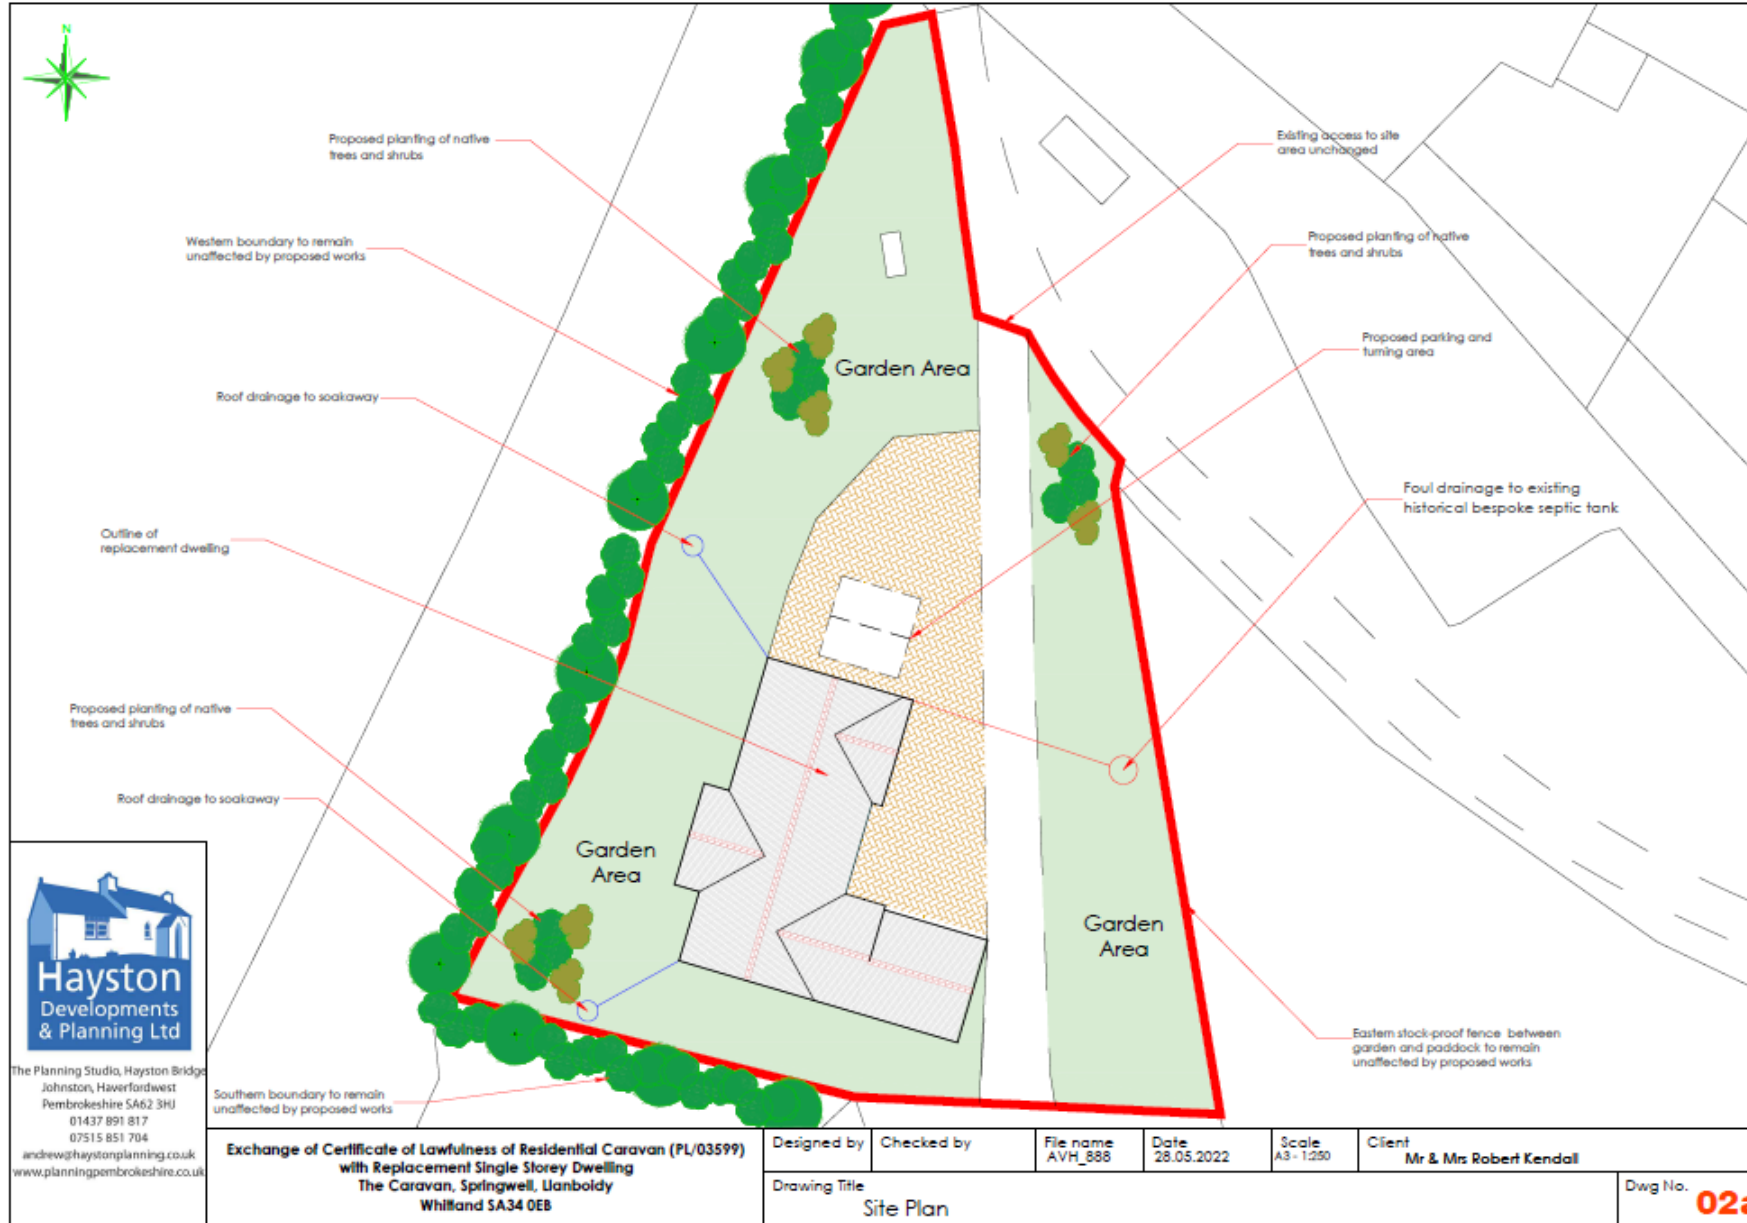 N
Proposed planting of native
trees and shrubs
Existing access to site
area unchanged
Western boundary to remain
unaffected by proposed works
Proposed planting of native
trees and shrubs
Proposed parking and
turning area
Garden Area
Roof drainage to soakaway
Foul drainage to existing
historical bespoke septic tank
Outline of
replacement dwelling
Proposed planting of native
trees and shrubs
Roof drainage to soakaway
Garden
Area
Garden
Area
Eastern stock-proof fence between
garden and paddock to remain
unaffected by proposed works
Southern boundary to remain
unaffected by proposed works
Hayston
Developments
& Planning Ltd
The Planning Studio, Hayston Bridge
Johnston, Haverfordwest
Pembrokeshire SA62 3HJ
01437 891 817
07515 851 704
andrew@haystonplanning.co.uk
www.planningpembrokeshire.co.uk
Exchange of Certificate of Lawfulness of Residential Caravan (PL/03599)
with Replacement Single Storey Dwelling
The Caravan, Springwell, Llanboidy
Whitland SA34 0EB
Designed by
Checked by
File name
AVH_888
Date
28.05.2022
Scale
A3 - 1:250
Client
Mr & Mrs Robert Kendall
Drawing Title
Site Plan
Dwg No.
02a